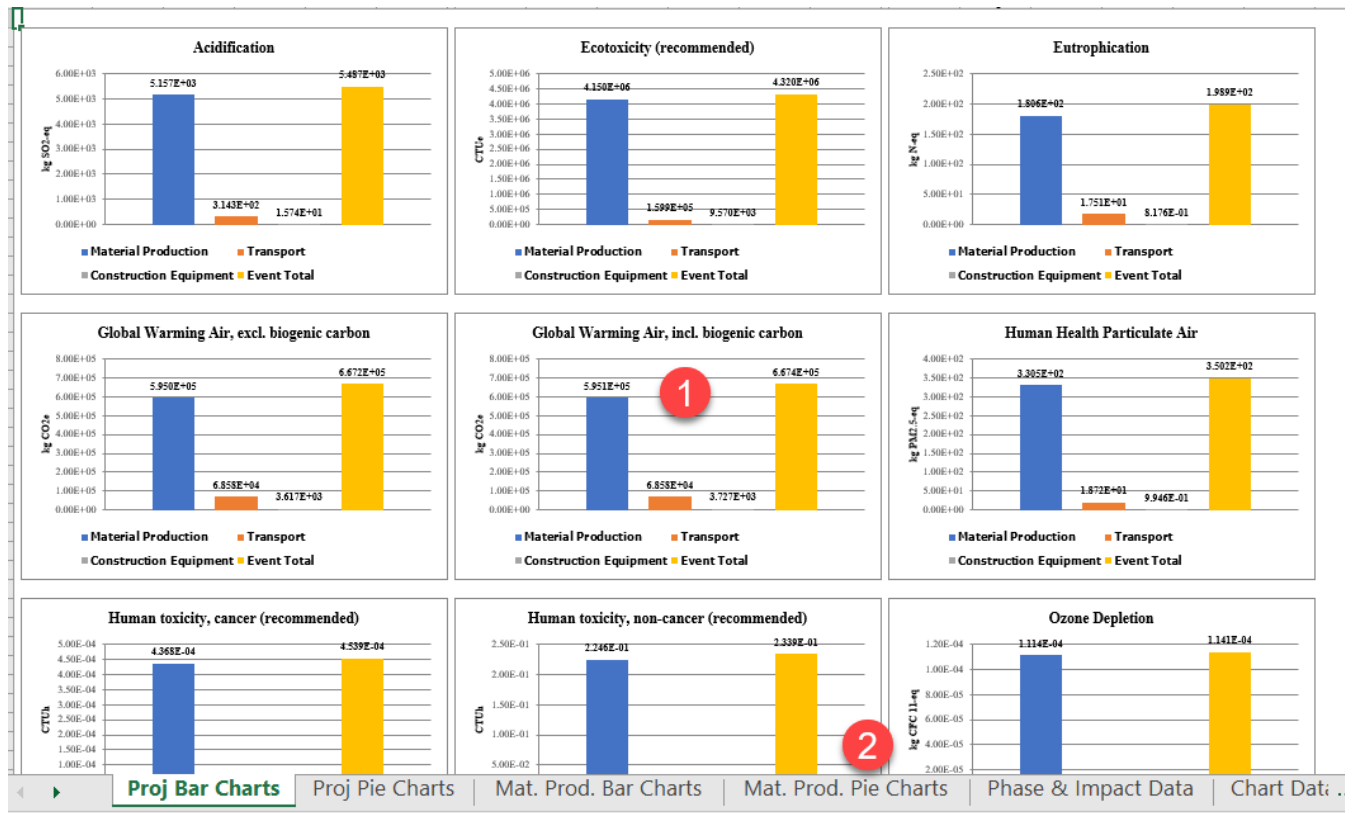 Acidification
6.00E+03
5.00E+03
4.00E+03
3.00E+03
2.00E+03
1.00E+03
0.00E+00
kg SO2-eq
5.157E+03
3.143E+02
1.574E+01
5.487E+03
Material Production
Transport
Construction Equipment
Event Total
Ecotoxicity (recommended)
5.00E+06
4.50E+06
4.00E+06
3.50E+06
3.00E+06
2.50E+06
2.00E+06
1.50E+06
1.00E+06
5.00E+05
0.00E+00
CTUe
4.150E+06
1.599E+05
9.570E+03
4.320E+06
Material Production
Transport
Construction Equipment
Event Total
Eutrophication
2.50E+02
2.00E+02
1.50E+02
1.00E+02
5.00E+01
0.00E+00
kg N-eq
1.806E+02
1.751E+01
8.176E-01
1.989E+02
Material Production
Transport
Construction Equipment
Event Total
Global Warming Air, excl. biogenic carbon
8.00E+05
7.00E+05
6.00E+05
5.00E+05
4.00E+05
3.00E+05
2.00E+05
1.00E+05
0.00E+00
kg CO2e
5.950E+05
6.858E+04
3.617E+03
6.672E+05
Material Production
Transport
Construction Equipment
Event Total
Global Warming Air, incl. biogenic carbon
8.00E+05
7.00E+05
6.00E+05
5.00E+05
4.00E+05
3.00E+05
2.00E+05
1.00E+05
0.00E+00
kg CO2e
5.951E+05
6.858E+04
3.727E+03
6.674E+05
1
Material Production
Transport
Construction Equipment
Event Total
Human Health Particulate Air
4.00E+02
3.50E+02
3.00E+02
2.50E+02
2.00E+02
1.50E+02
1.00E+02
5.00E+01
0.00E+00
kg PM2.5-eq
3.305E+02
1.872E+01
9.946E-01
3.502E+02
Material Production
Transport
Construction Equipment
Event Total
Human toxicity, cancer (recommended)
5.00E-04
4.50E-04
4.00E-04
3.50E-04
3.00E-04
2.50E-04
2.00E-04
1.50E-04
1.00E-04
CTUh
4.368E-04
4.539E-04
Human toxicity, non-cancer (recommended)
2.50E-01
2.00E-01
1.50E-01
1.00E-01
5.00E-02
CTUh
2.246E-01
2.339E-01
2
Ozone Depletion
1.20E-04
1.00E-04
8.00E-05
6.00E-05
4.00E-05
2.00E-05
kg CFC 11-eq
1.114E-04
1.141E-04
Proj Bar Charts
Proj Pie Charts
Mat. Prod. Bar Charts
Mat. Prod. Pie Charts
Phase & Impact Data
Chart Data ...